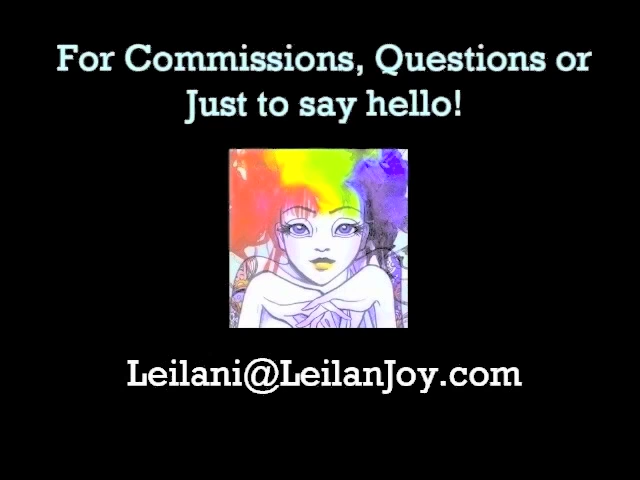 For Commissions, Questions or
Just to say hello!
Leilani@LeilanJoy.com